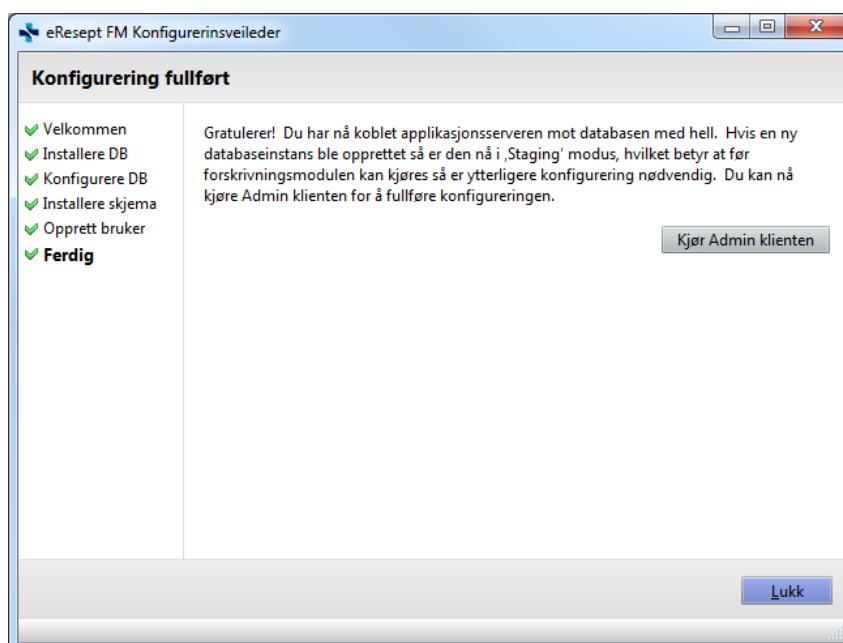 eResept FM Konfigurerinsveileder
Konfigurering fullført
Velkommen
Installere DB
Konfigurere DB
Installere skjema
Opprett bruker
Ferdig
Gratulerer! Du har nå koblet applikasjonsserveren mot databasen med hell. Hvis en ny
databaseinstans ble opprettet så er den nå i ‚Staging‘ modus, hvilket betyr at før
forskrivningsmodulen kan kjøres så er ytterligere konfigurering nødvendig. Du kan nå
kjøre Admin klienten for å fullføre konfigureringen.
Kjør Admin klienten
Lukk